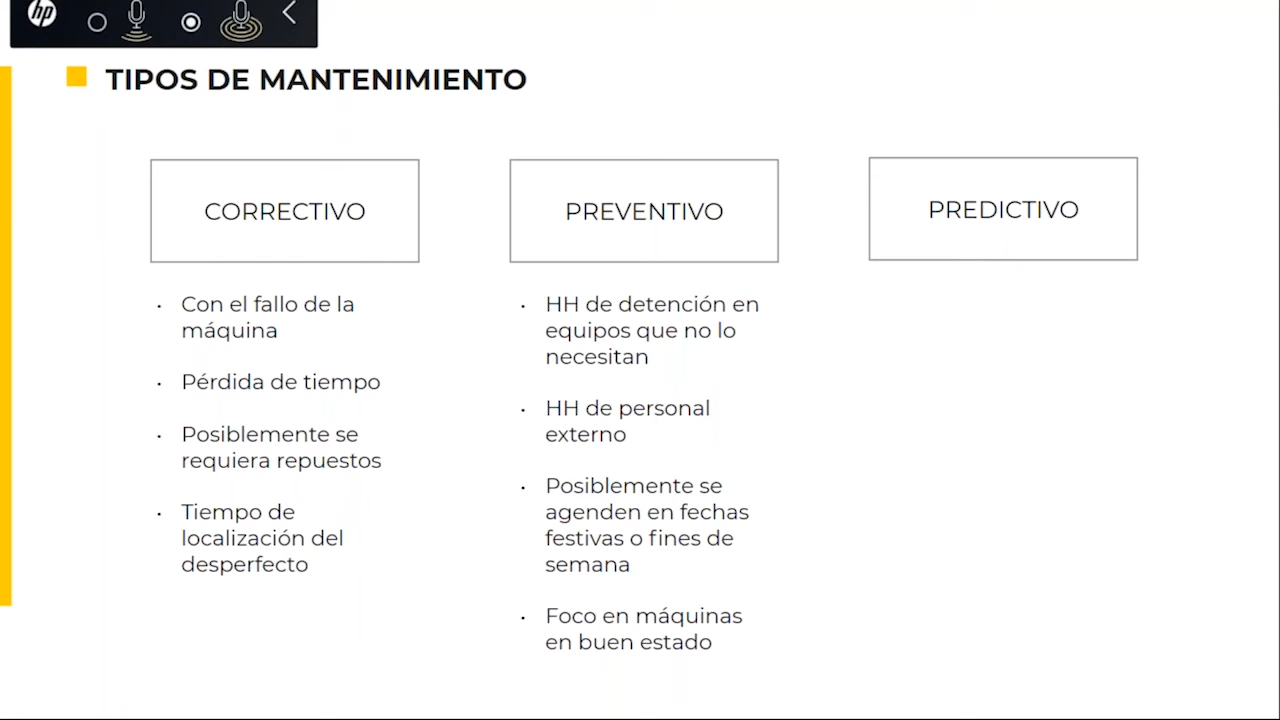 hp
TIPOS DE MANTENIMIENTO
CORRECTIVO
PREVENTIVO
PREDICTIVO
• Con el fallo de la
máquina
• Pérdida de tiempo
• Posiblemente se
requiera repuestos
• Tiempo de
localización del
desperfecto
• HH de detención en
equipos que no lo
necesitan
• HH de personal
externo
• Posiblemente se
agenden en fechas
festivas o fines de
semana
• Foco en máquinas
en buen estado